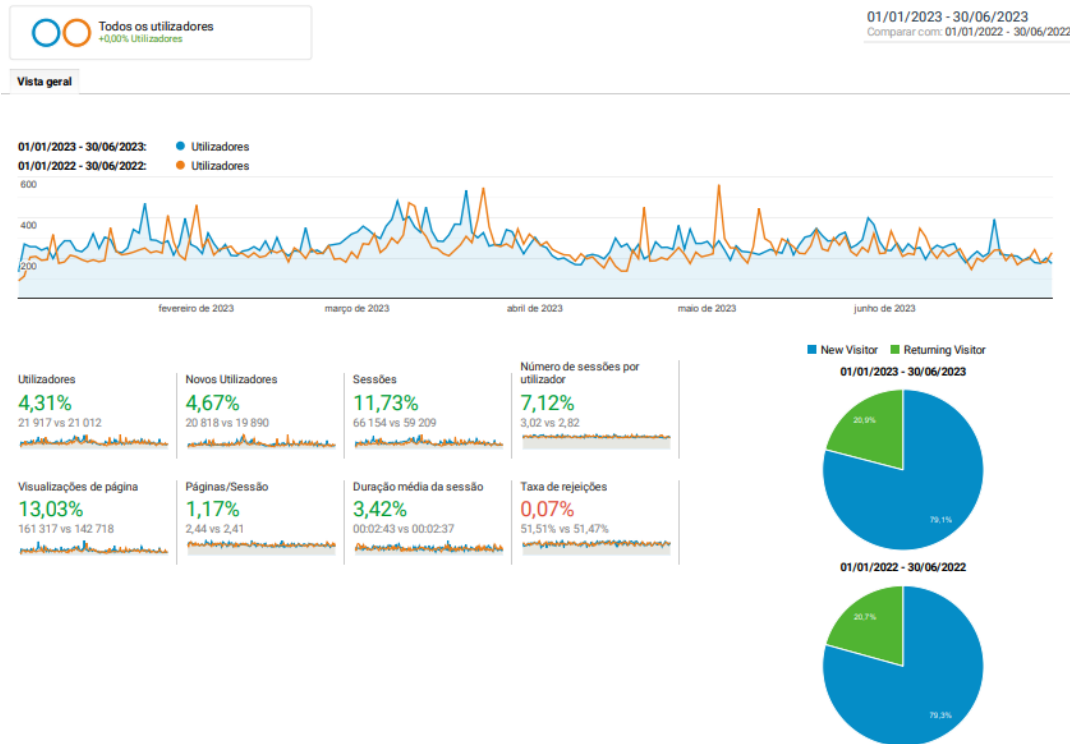 Todos os utilizadores
+0,00% Utilizadores
01/01/2023 - 30/06/2023
Comparar com: 01/01/2022 - 30/06/2022
Vista geral
01/01/2023 - 30/06/2023: Utilizadores
01/01/2022 - 30/06/2022: Utilizadores
600
400
200
fevereiro de 2023 março de 2023 abril de 2023 maio de 2023 junho de 2023
Utilizadores
4,31%
21 917 vs 21 012
Novos Utilizadores
4,67%
20 818 vs 19 890
Sessões
11,73%
66 154 vs 59 209
Número de sessões por
utilizador
7,12%
3,02 vs 2,82
Visualizações de página
13,03%
161 317 vs 142 718
Páginas/Sessão
1,17%
2,44 vs 2,41
Duração média da sessão
3,42%
00:02:43 vs 00:02:37
Taxa de rejeições
0,07%
51,51% vs 51,47%
New Visitor Returning Visitor
01/01/2023 - 30/06/2023
20,9%
79,1%
01/01/2022 - 30/06/2022
20,7%
79,3%